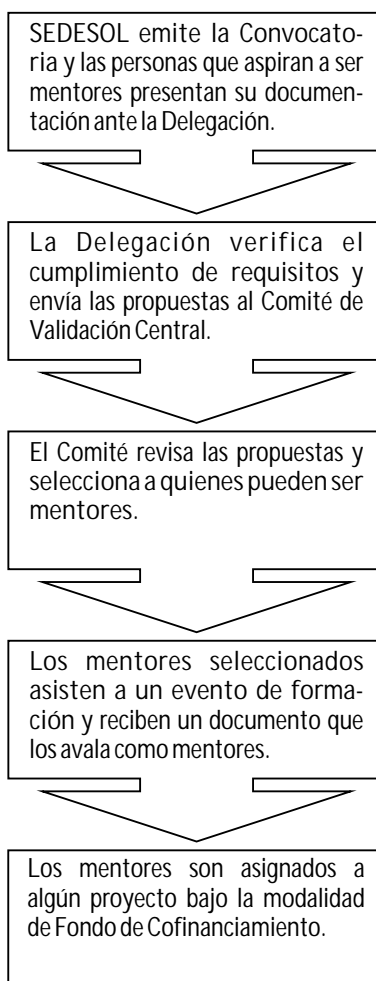 SEDESOL emite la Convocato-
ria y las personas que aspiran a ser
mentores presentan su documen-
tación ante la Delegación.
La Delegación verifica el
cumplimiento de requisitos y
envía las propuestas al Comité de
Validación Central.
El Comité revisa las propuestas y
selecciona a quienes pueden ser
mentores.
Los mentores seleccionados
asisten a un evento de forma-
ción y reciben un documento que
los avala como mentores.
Los mentores son asignados a
algún proyecto bajo la modalidad
de Fondo de Cofinanciamiento.